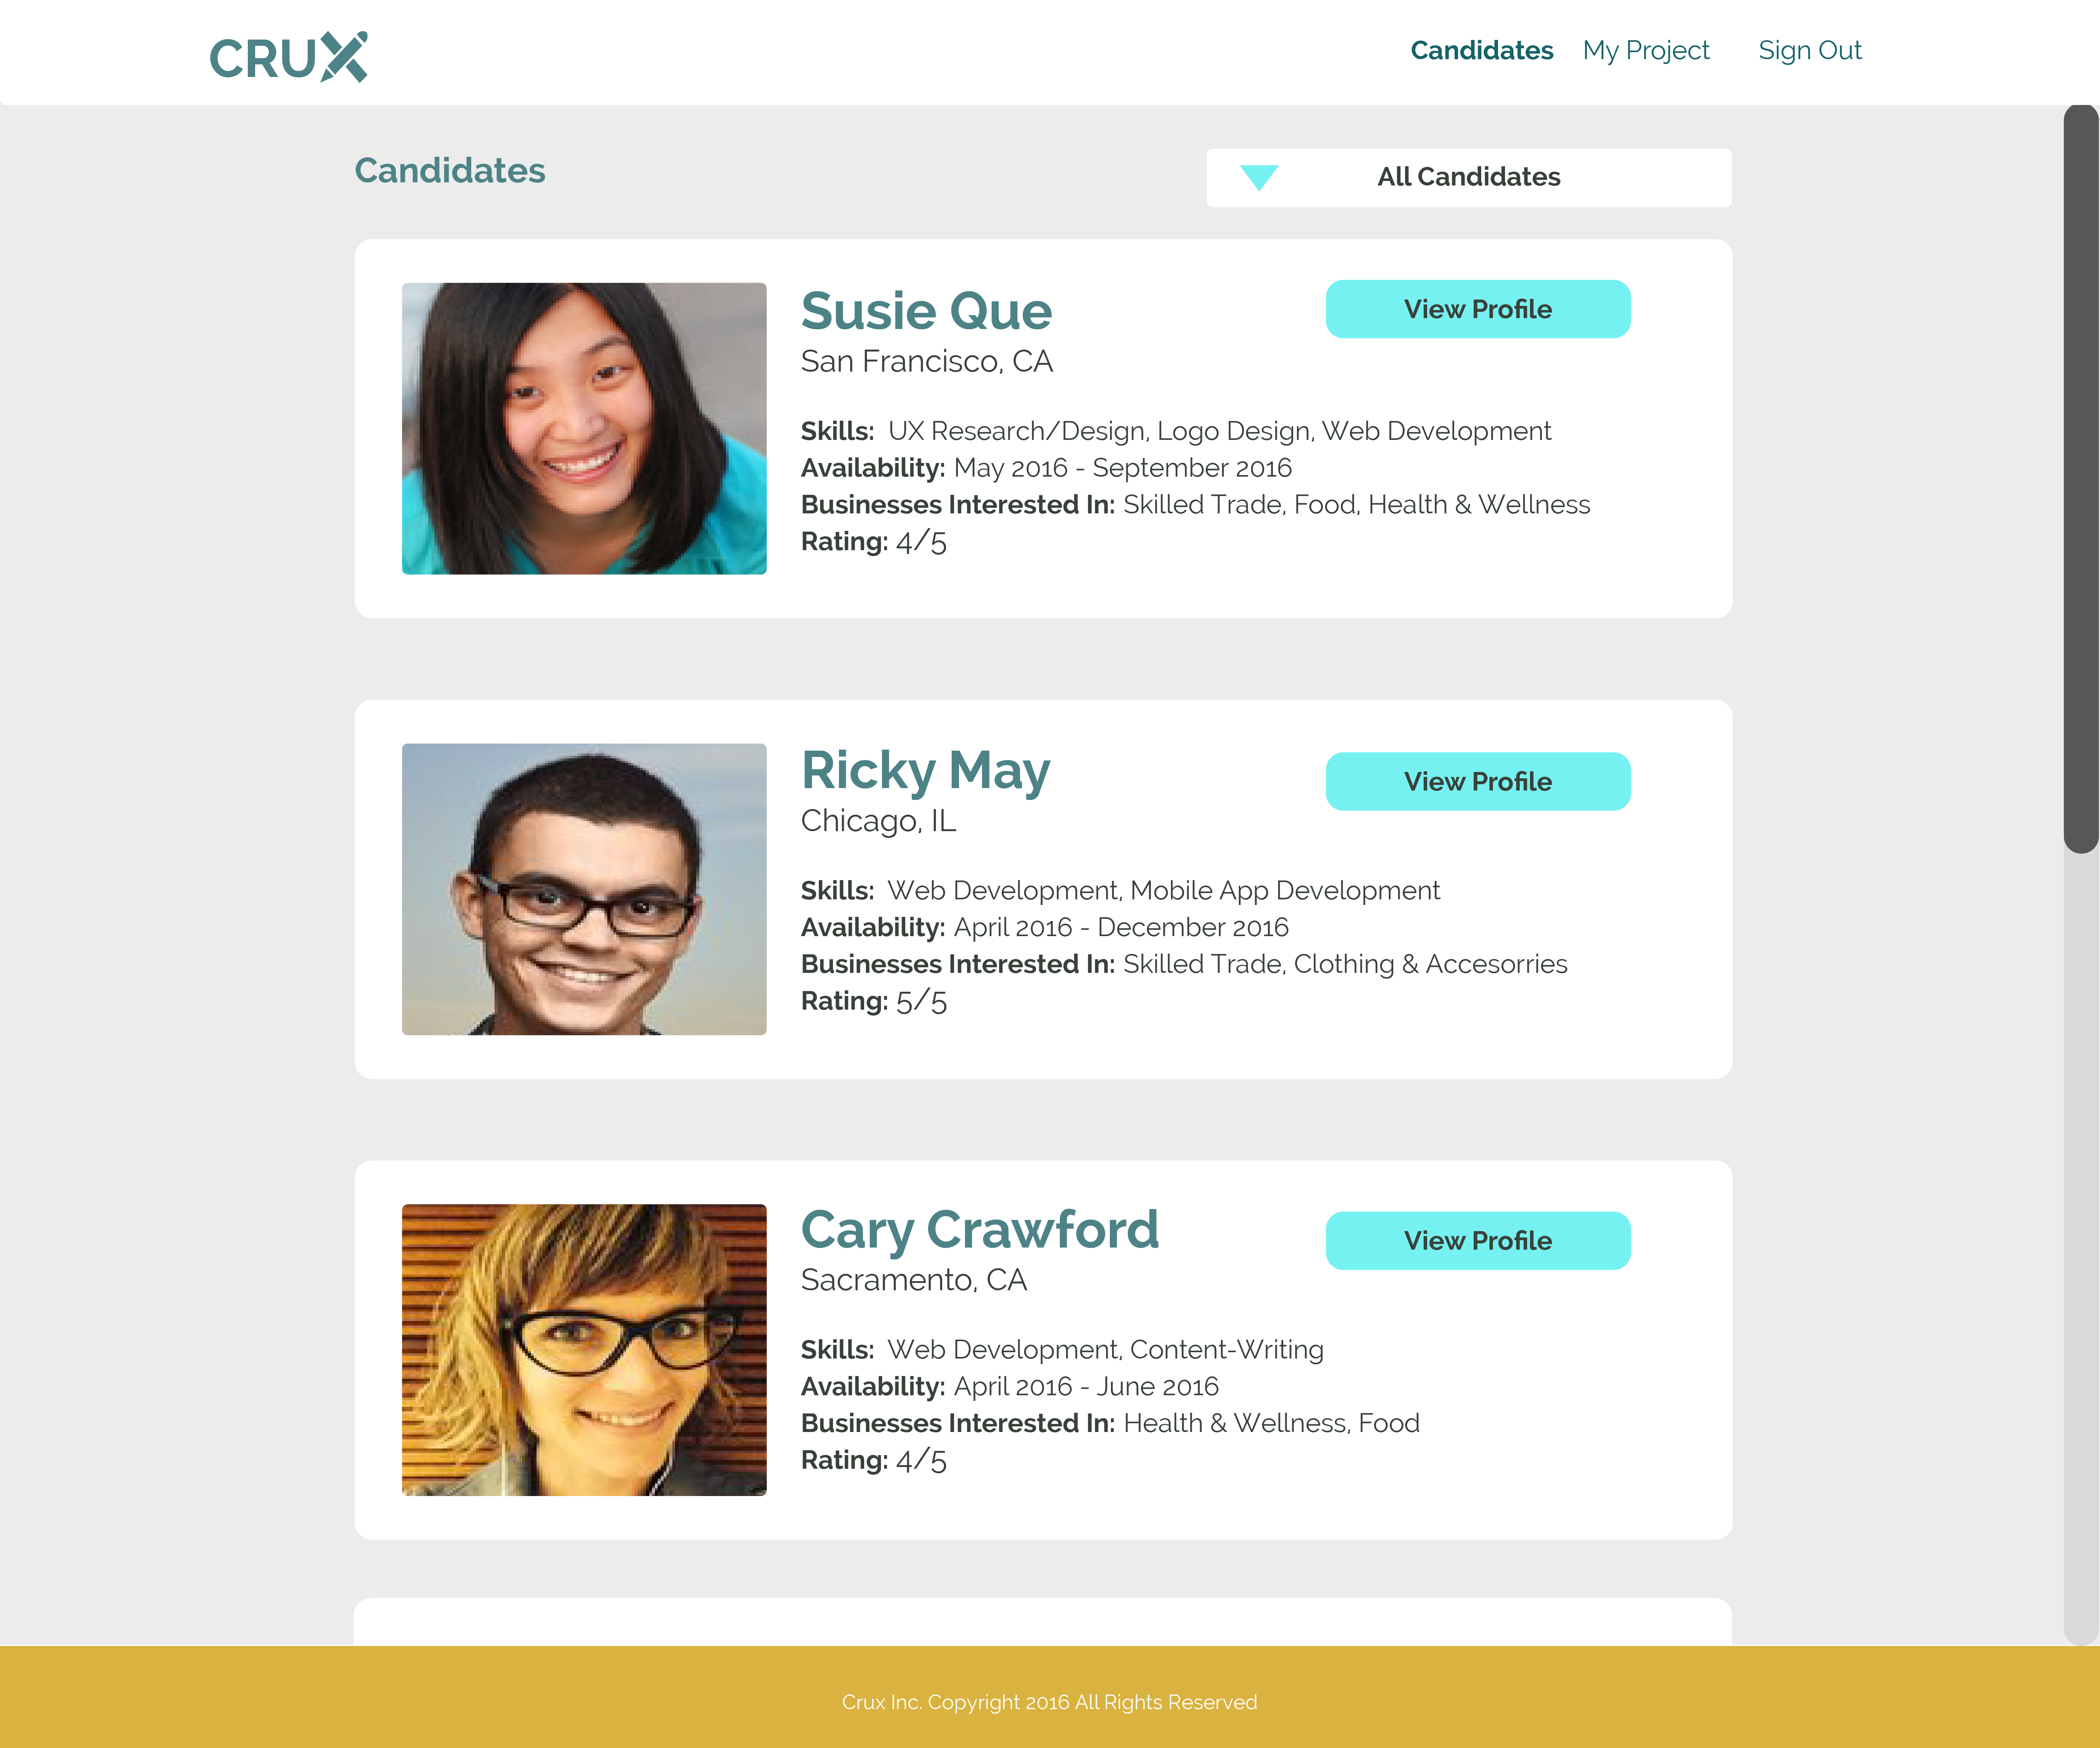 CRUX
Candidates My Project Sign Out
Candidates
All Candidates
Susie Que
View Profile
San Francisco, CA
Skills: UX Research/Design, Logo Design, Web Development
Availability: May 2016 - September 2016
Businesses Interested In: Skilled Trade, Food, Health & Wellness
Rating: 4/5
Ricky May
View Profile
Chicago, IL
Skills: Web Development, Mobile App Development
Availability: April 2016 - December 2016
Businesses Interested In: Skilled Trade, Clothing & Accesorries
Rating: 5/5
Cary Crawford
View Profile
Sacramento, CA
Skills: Web Development, Content-Writing
Availability: April 2016 - June 2016
Businesses Interested In: Health & Wellness, Food
Rating: 4/5
Crux Inc. Copyright 2016 All Rights Reserved